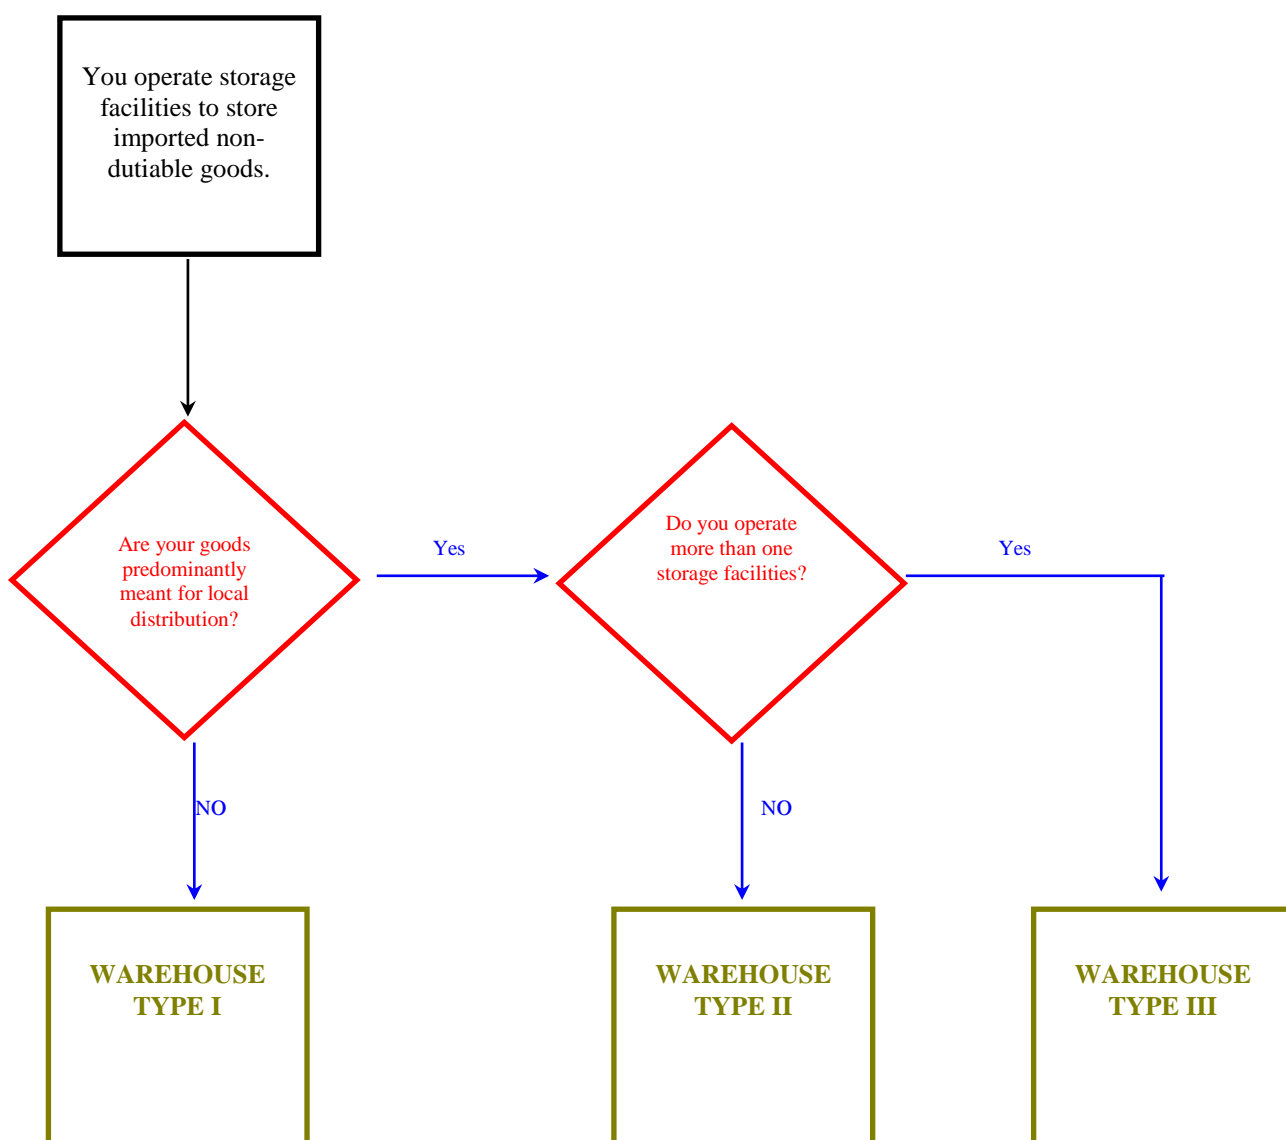 You operate storage
facilities to store
imported non-
dutiable goods.
Are your goods
predominantly
meant for local
distribution?
Yes
Do you operate
more than one
storage facilities?
Yes
NO
NO
WAREHOUSE
TYPE I
WAREHOUSE
TYPE II
WAREHOUSE
TYPE III